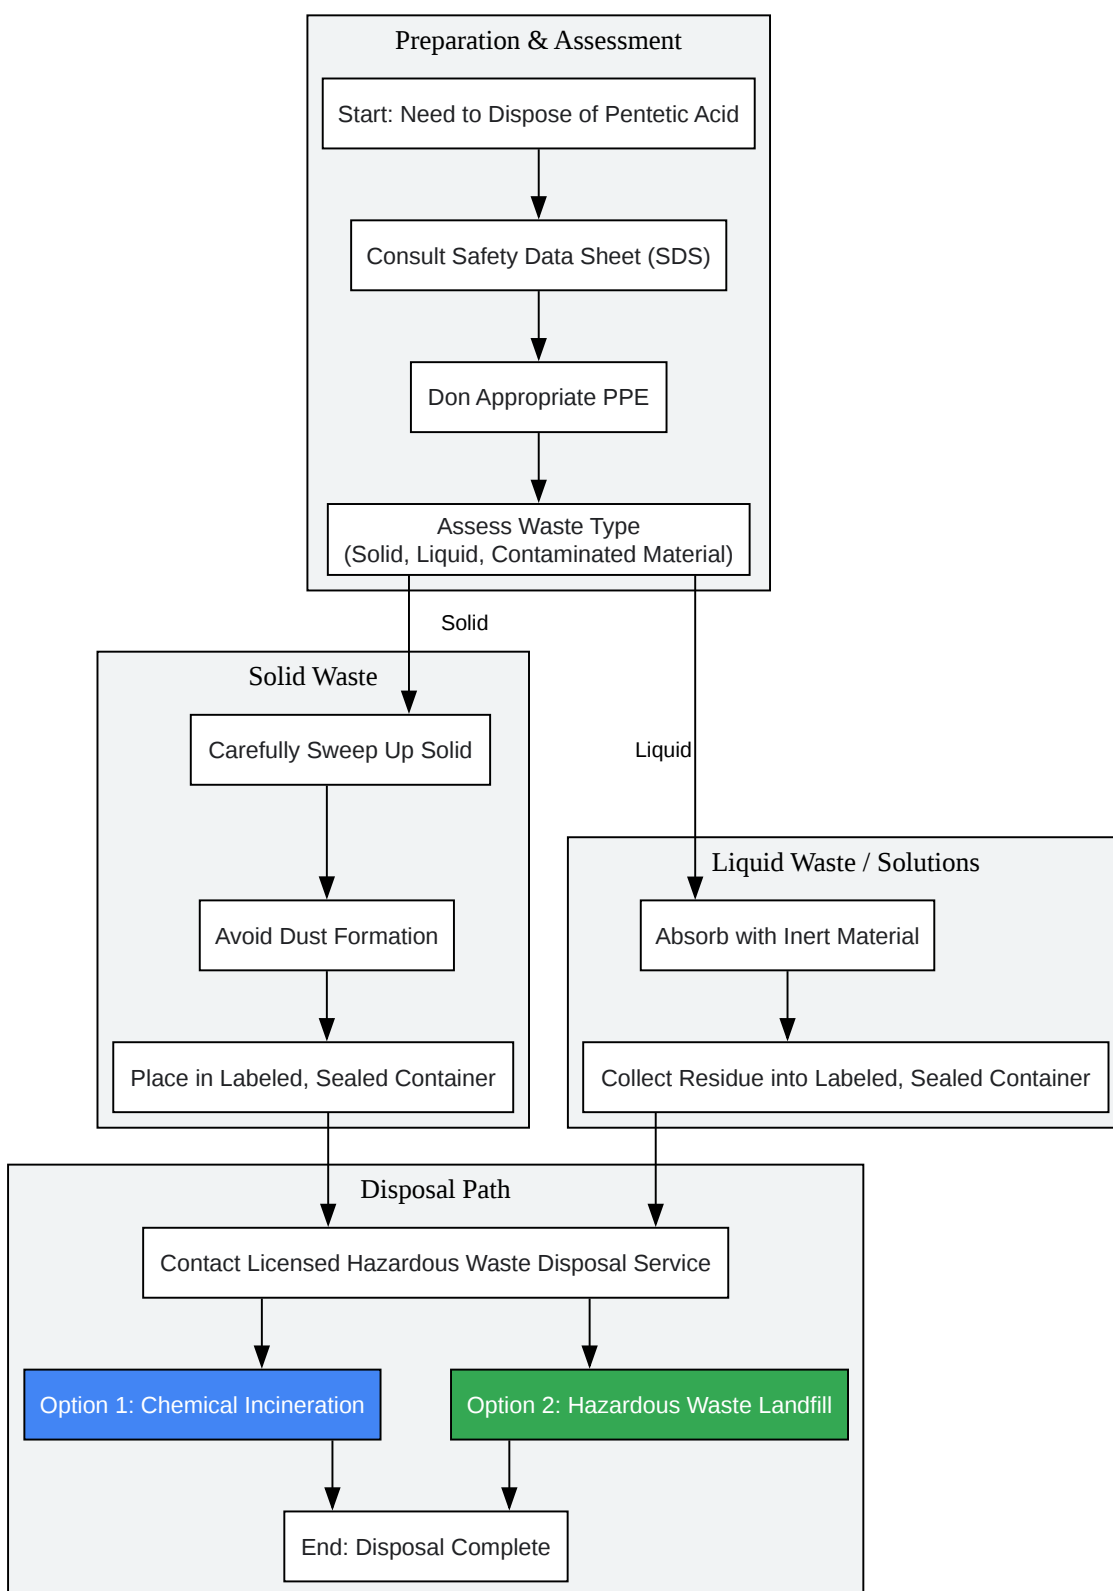 Preparation & Assessment
Start: Need to Dispose of Pentetic Acid
Consult Safety Data Sheet (SDS)
Don Appropriate PPE
Assess Waste Type
(Solid, Liquid, Contaminated Material)
Solid
Solid Waste
Carefully Sweep Up Solid
Liquid
Liquid Waste / Solutions
Avoid Dust Formation
Absorb with Inert Material
Place in Labeled, Sealed Container
Collect Residue into Labeled, Sealed Container
Disposal Path
Contact Licensed Hazardous Waste Disposal Service
Option 1: Chemical Incineration
Option 2: Hazardous Waste Landfill
End: Disposal Complete